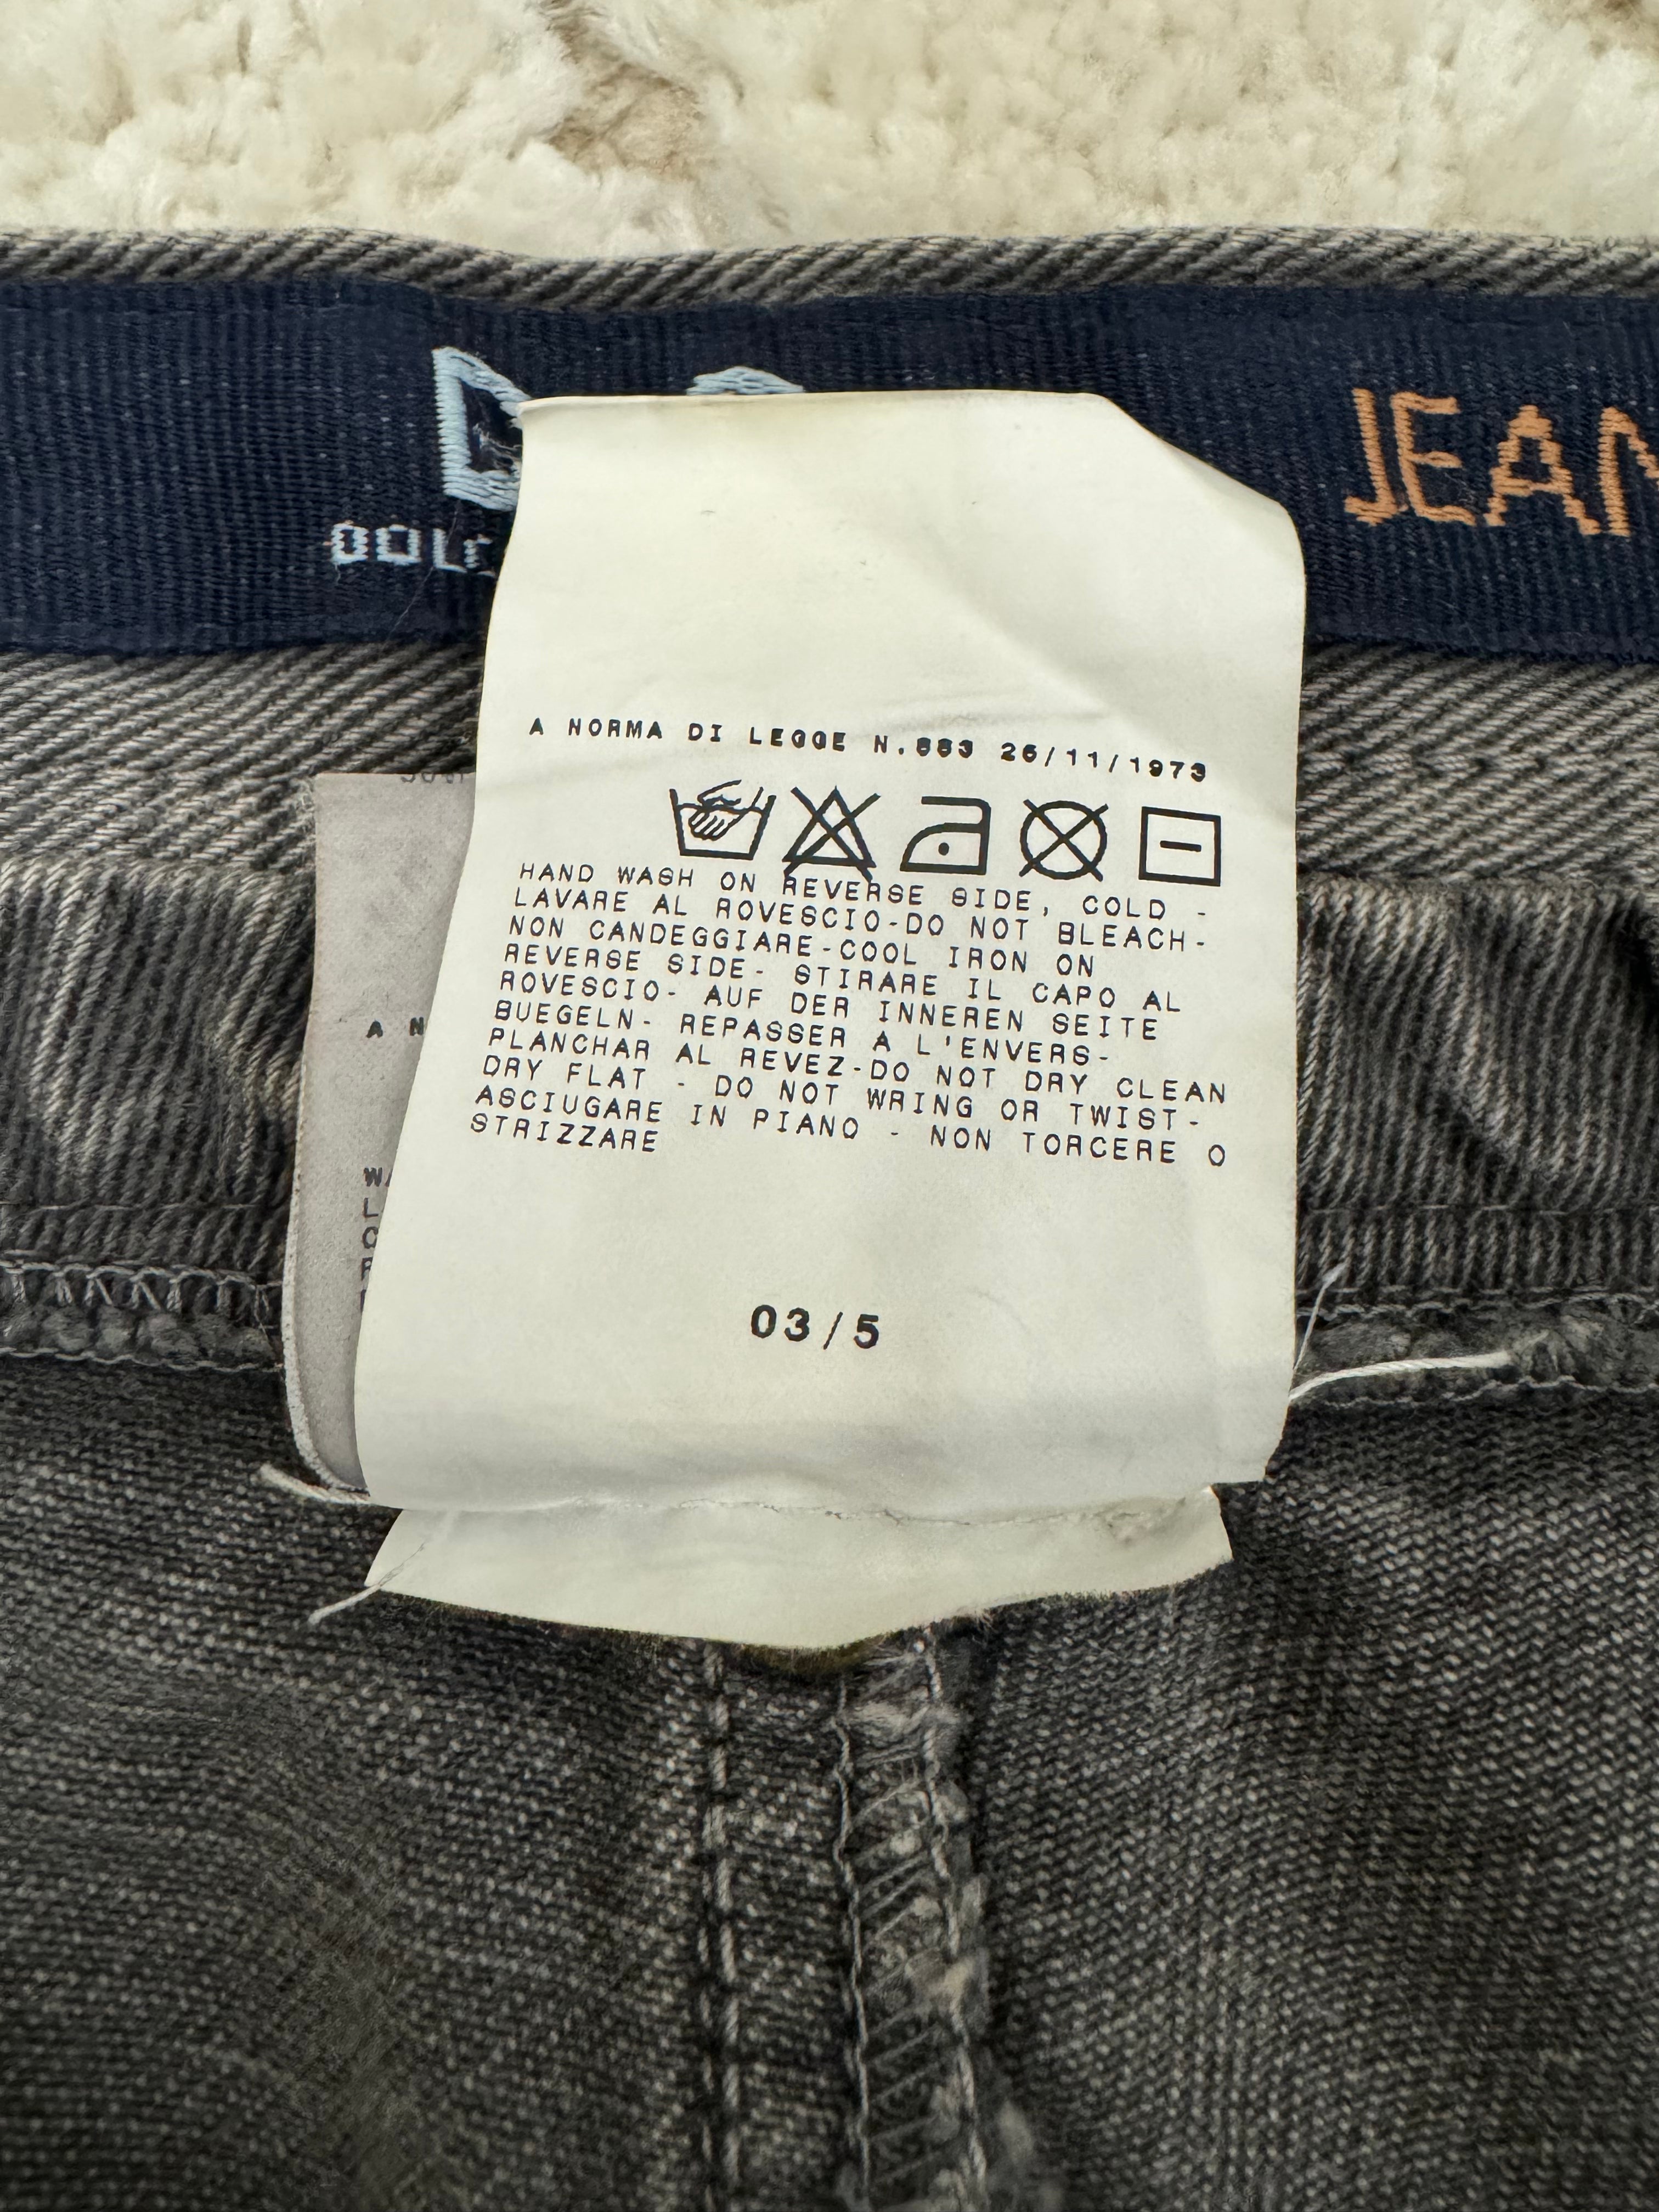 D
DOLC
JEAN
A NORMA DI LEGGE N.883 26/11/1973
HAND WASH ON REVERSE SIDE, COLD -
LAVARE AL ROVESCIO-DO NOT BLEACH-
NON CANDEGGIARE-COOL IRON ON
REVERSE SIDE- STIRARE IL CAPO AL
ROVESCIO- AUF DER INNEREN SEITE
BUEGELN- REPASSER A L'ENVERS-
PLANCHAR AL REVEZ-DO NOT DRY CLEAN
DRY FLAT - DO NOT WRING OR TWIST-
ASCIUGARE IN PIANO - NON TORCERE O
STRIZZARE
03/5
A N
W
L